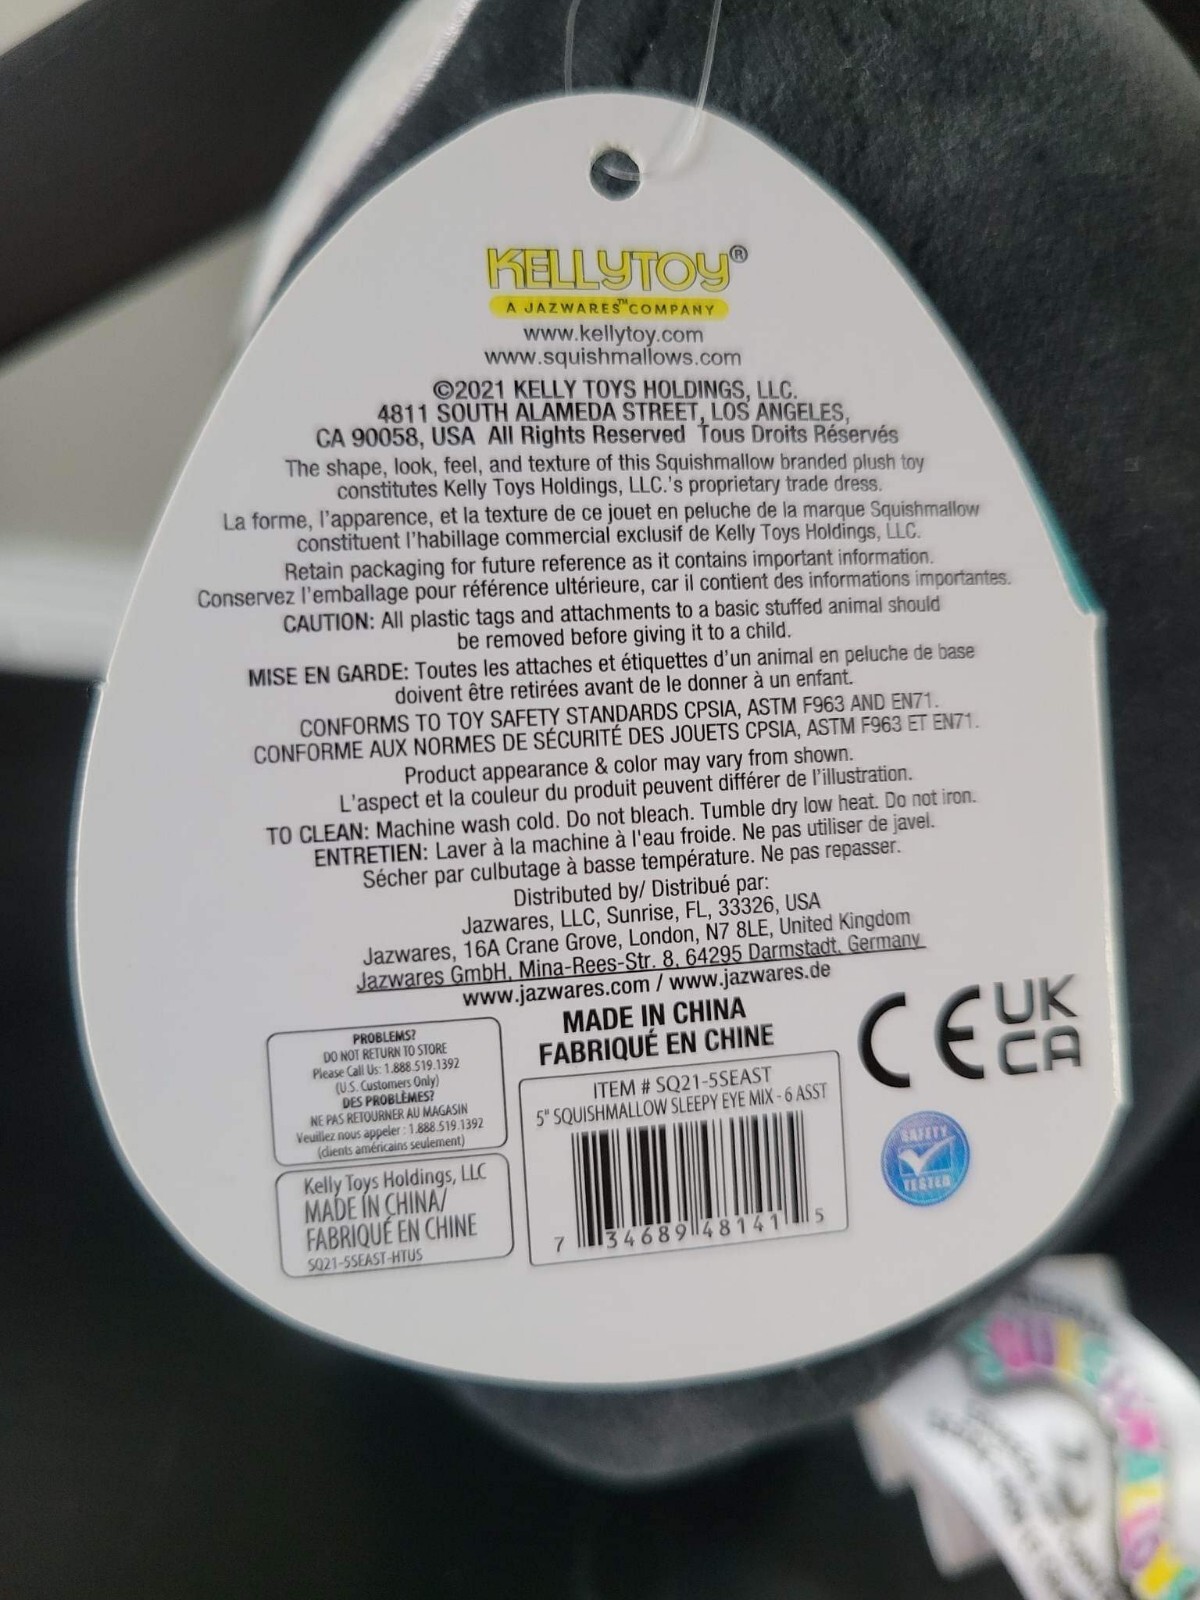 KELLYTOY®
A JAZWARES™ COMPANY
www.kellytoy.com
www.squishmallows.com
©2021 KELLY TOYS HOLDINGS, LLC.
4811 SOUTH ALAMEDA STREET, LOS ANGELES,
CA 90058, USA All Rights Reserved Tous Droits Réservés
The shape, look, feel, and texture of this Squishmallow branded plush toy
constitutes Kelly Toys Holdings, LLC.'s proprietary trade dress.
La forme, l'apparence, et la texture de ce jouet en peluche de la marque Squishmallow
constituent l'habillage commercial exclusif de Kelly Toys Holdings, LLC.
Retain packaging for future reference as it contains important information.
Conservez l'emballage pour référence ultérieure, car il contient des informations importantes.
CAUTION: All plastic tags and attachments to a basic stuffed animal should
be removed before giving it to a child.
MISE EN GARDE: Toutes les attaches et étiquettes d'un animal en peluche de base
doivent être retirées avant de le donner à un enfant.
CONFORMS TO TOY SAFETY STANDARDS CPSIA, ASTM F963 AND EN71.
CONFORME AUX NORMES DE SÉCURITÉ DES JOUETS CPSIA, ASTM F963 ET EN71.
Product appearance & color may vary from shown.
L'aspect et la couleur du produit peuvent différer de l'illustration.
TO CLEAN: Machine wash cold. Do not bleach. Tumble dry low heat. Do not iron.
ENTRETIEN: Laver à la machine à l'eau froide. Ne pas utiliser de javel.
Sécher par culbutage à basse température. Ne pas repasser.
Distributed by/ Distribué par:
Jazwares, LLC, Sunrise, FL, 33326, USA
Jazwares, 16A Crane Grove, London, N7 8LE, United Kingdom
Jazwares GmbH, Mina-Rees-Str. 8, 64295 Darmstadt, Germany
www.jazwares.com / www.jazwares.de
MADE IN CHINA
FABRIQUÉ EN CHINE
CE UK
CA
PROBLEMS?
DO NOT RETURN TO STORE
Please Call Us: 1.888.519.1392
(U.S. Customers Only)
DES PROBLÈMES?
NE PAS RETOURNER AU MAGASIN
Veuillez nous appeler : 1.888.519.1392
(clients américains seulement)
Kelly Toys Holdings, LLC
MADE IN CHINA/
FABRIQUÉ EN CHINE
SQ21-5SEAST-HTUS
ITEM # SQ21-5SEAST
5" SQUISHMALLOW SLEEPY EYE MIX - 6 ASST
7 34689 48141 5
SAFETY
TESTED